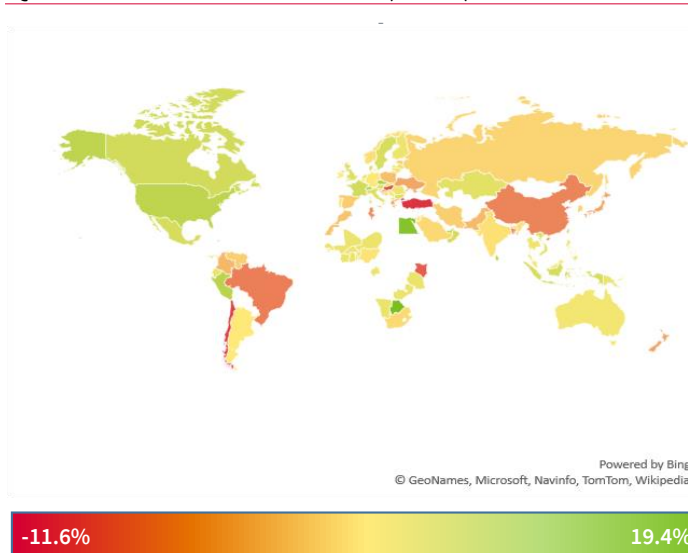 Powered by Bing
© GeoNames, Microsoft, Navinfo, TomTom, Wikipedia
-11.6%
19.4%